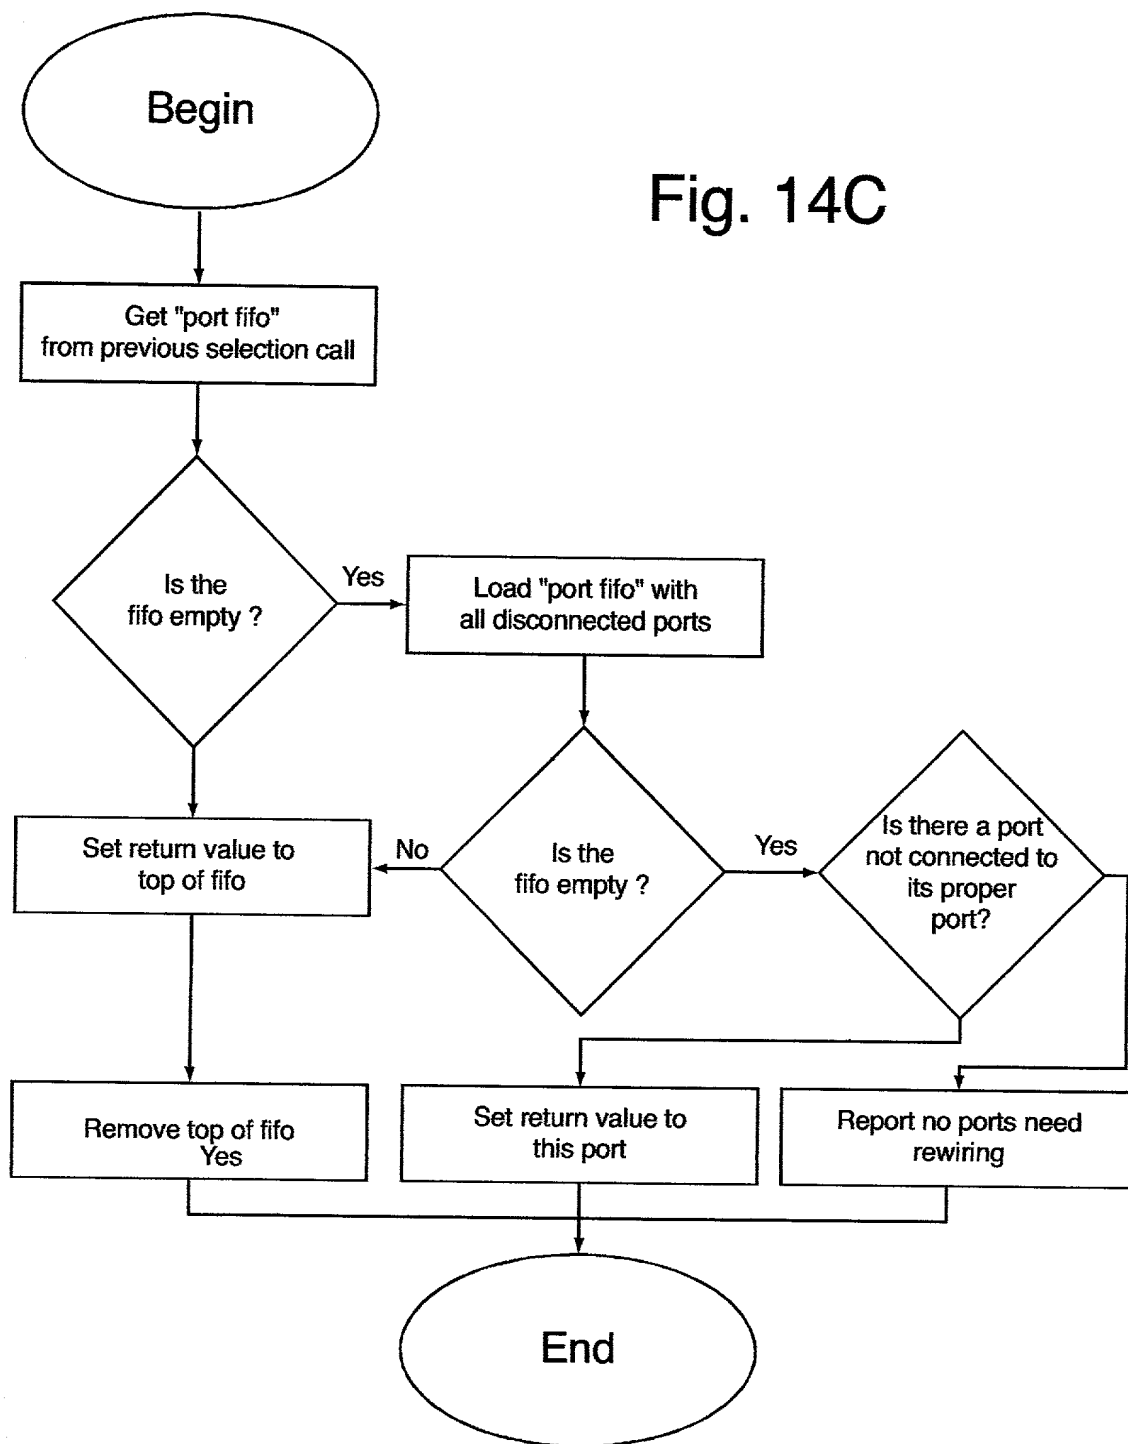 Begin
Fig. 14C
Get "port fifo"
from previous selection call
Is the
fifo empty ?
Yes
Load "port fifo" with
all disconnected ports
Set return value to
top of fifo
No
Is the
fifo empty ?
Yes
Is there a port
not connected to
its proper
port?
Remove top of fifo
Yes
Set return value to
this port
Report no ports need
rewiring
End